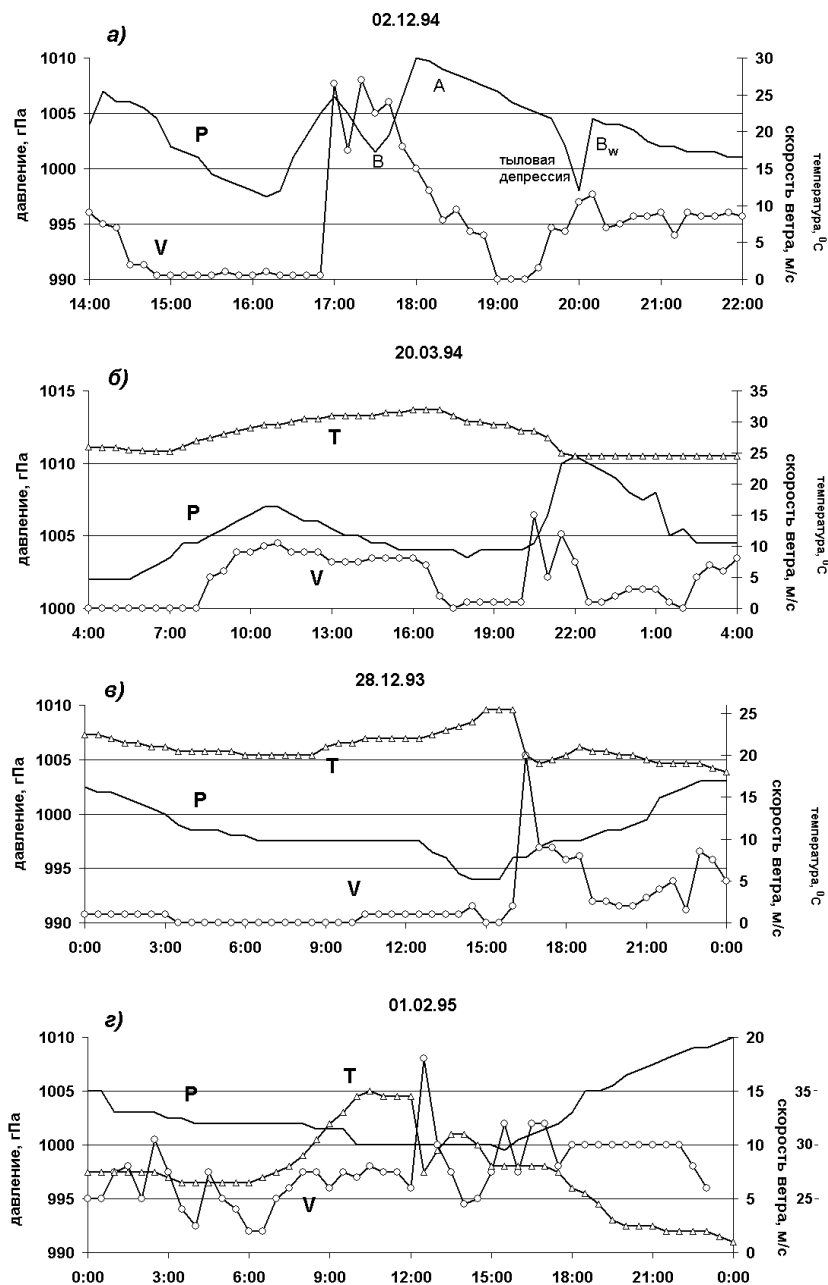 а)
02.12.94
1010
1005
1000
995
990
давление, гПа
P
V
A
B
тыловая
депрессия
Bw
30
25
20
15
10
5
0
скорость ветра, м/с
температура, ⁰С
14:00 15:00 16:00 17:00 18:00 19:00 20:00 21:00 22:00
б)
20.03.94
1015
1010
1005
1000
давление, гПа
T
P
V
35
30
25
20
15
10
5
0
скорость ветра, м/с
температура, ⁰С
4:00 7:00 10:00 13:00 16:00 19:00 22:00 1:00 4:00
в)
28.12.93
1010
1005
1000
995
990
давление, гПа
T
P
V
25
20
15
10
5
0
скорость ветра, м/с
температура, ⁰С
0:00 3:00 6:00 9:00 12:00 15:00 18:00 21:00 0:00
г)
01.02.95
1010
1005
1000
995
990
давление, гПа
P
T
V
20
15
10
5
0
скорость ветра, м/с
35
30
25
температура, ⁰С
0:00 3:00 6:00 9:00 12:00 15:00 18:00 21:00 0:00